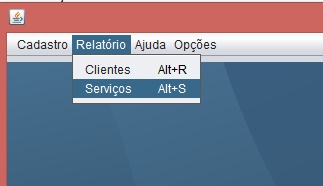 Cadastro Relatório Ajuda Opções
Clientes Alt+R
Serviços Alt+S